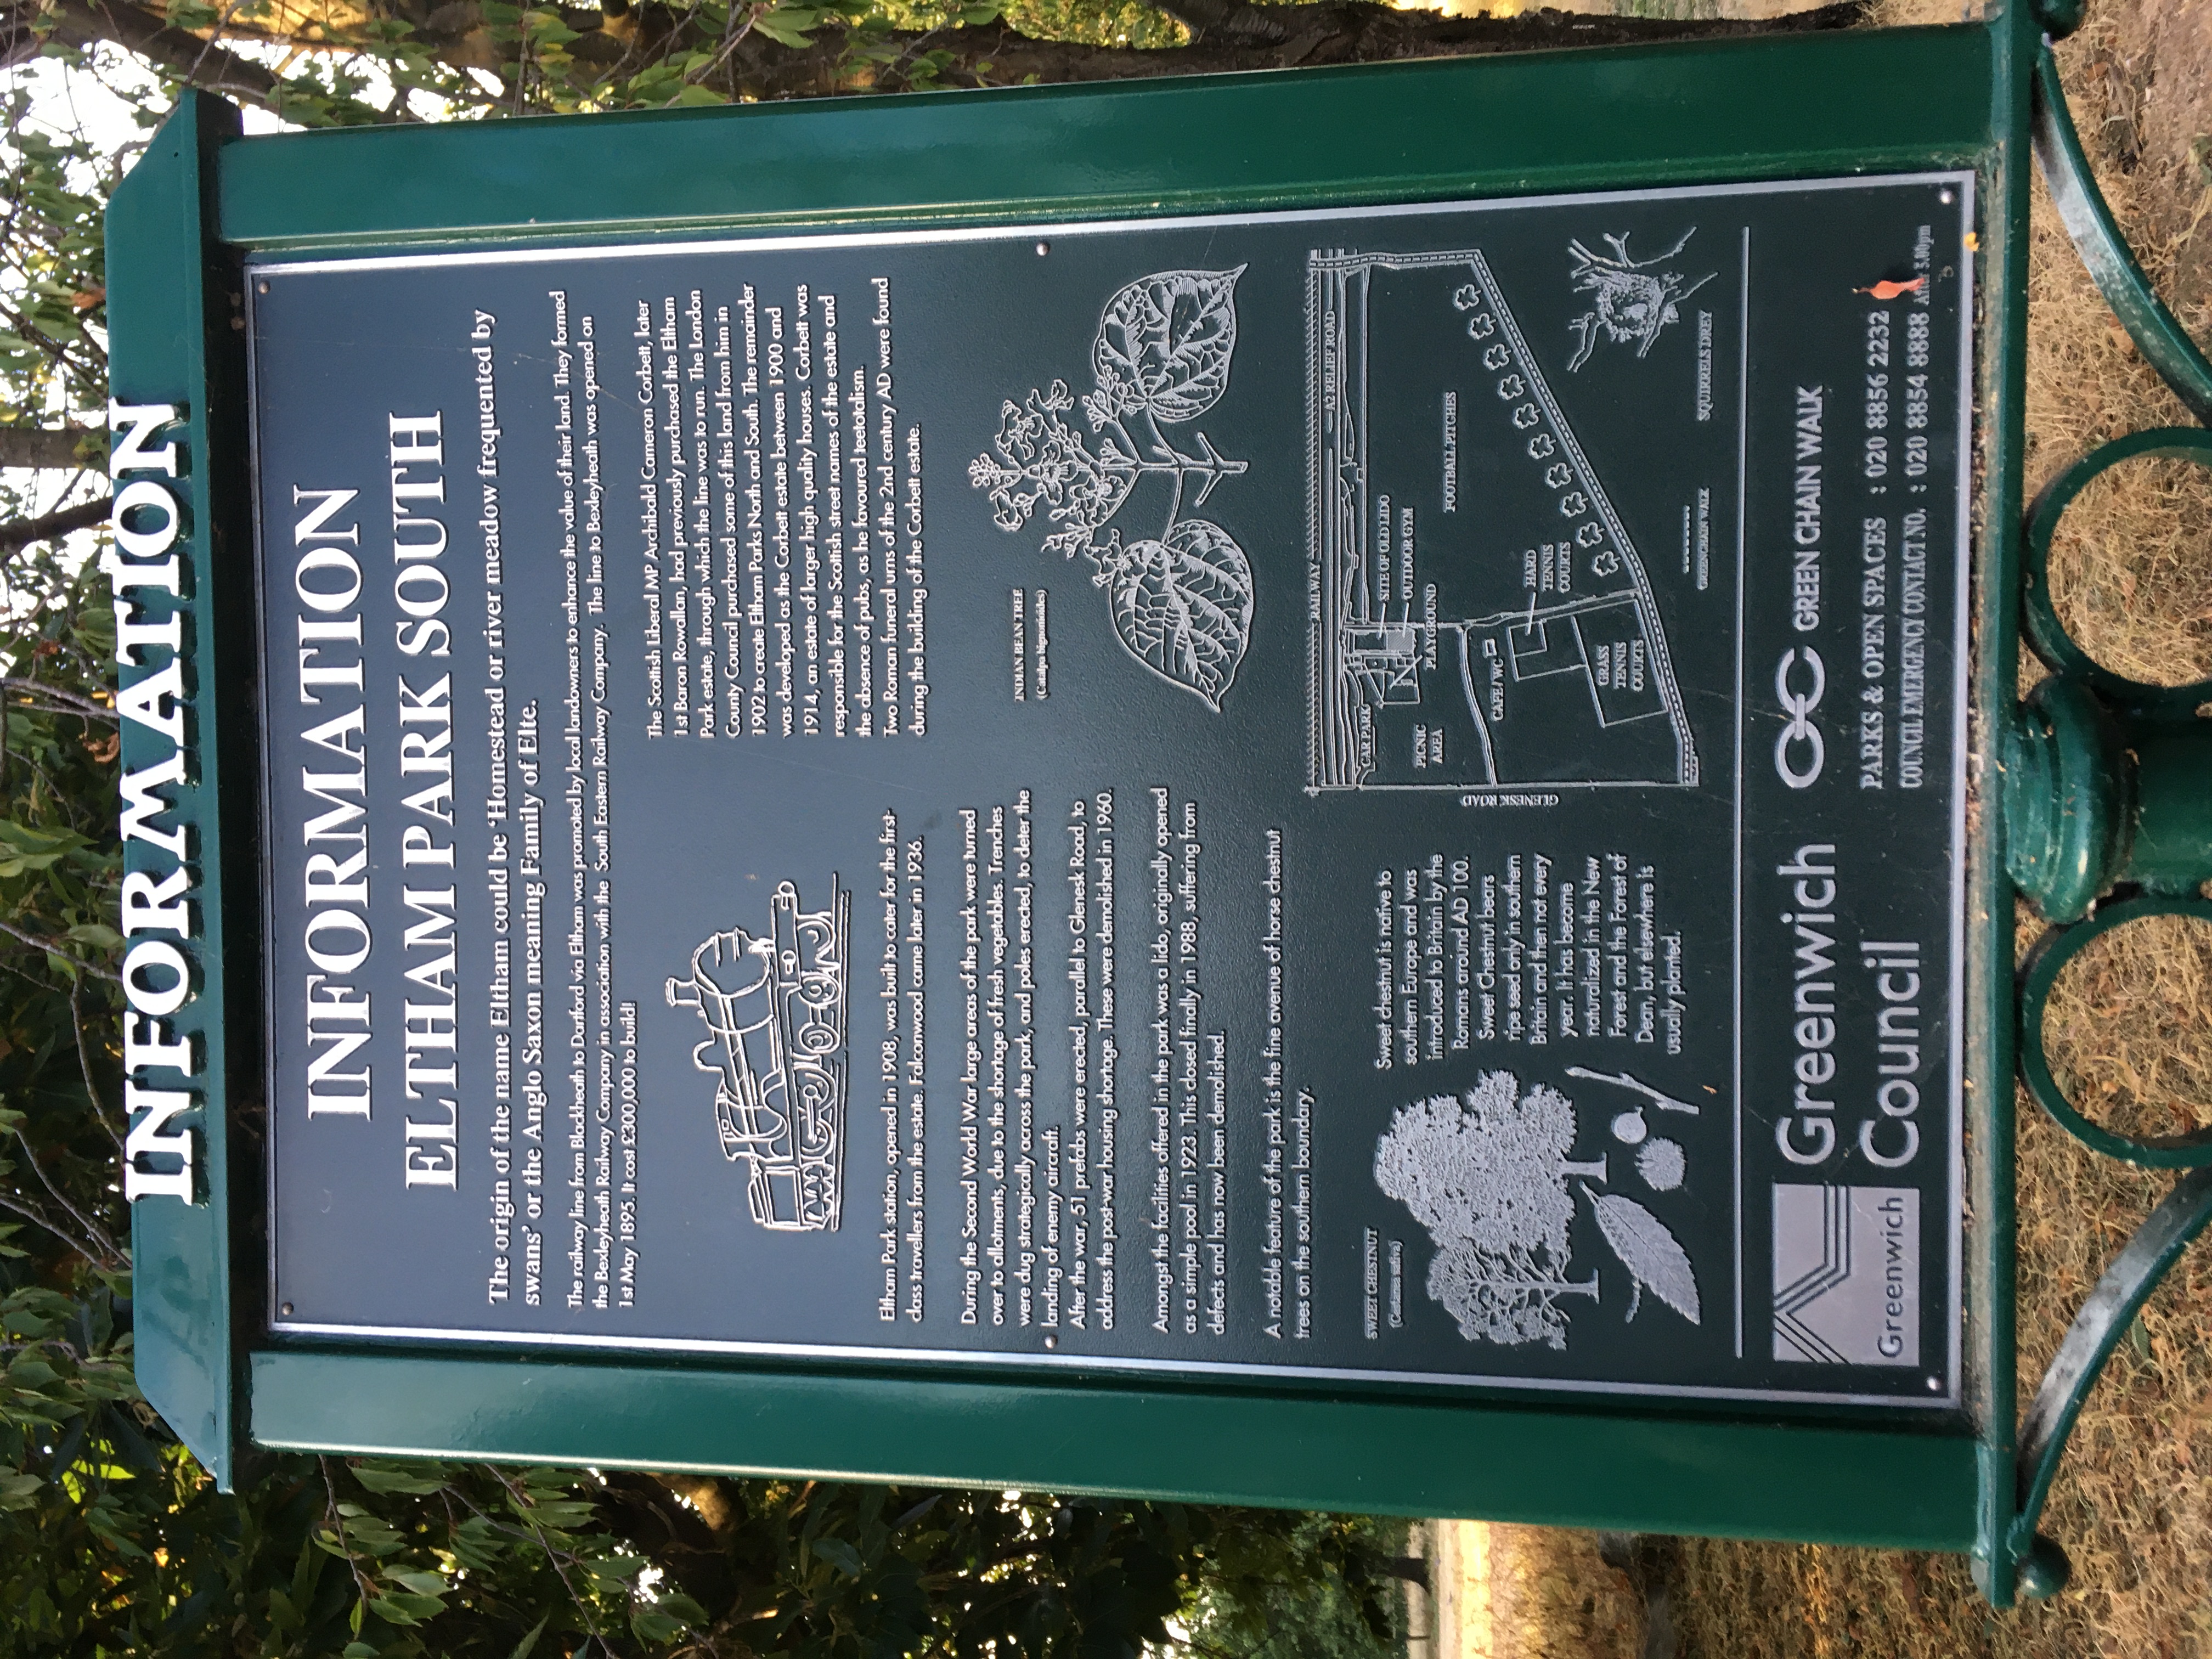 INFORMATION
INFORMATION
ELTHAM PARK SOUTH
The origin of the name Eltham could be ‘Homestead or river meadow frequented by
swans’ or the Anglo Saxon meaning Family of Elte.
The railway line from Blackheath to Dartford via Eltham was promoted by local landowners to enhance the value of their land. They formed
the Bexleyheath Railway Company in association with the South Eastern Railway Company. The line to Bexleyheath was opened on
1st May 1895. It cost £300,000 to build!
The Scottish Liberal MP Archibald Cameron Corbett, later
1st Baron Rowallan, had previously purchased the Eltham
Park estate, through which the line was to run. The London
County Council purchased some of this land from him in
1902 to create Eltham Parks North and South. The remainder
was developed as the Corbett estate between 1900 and
1914, an estate of larger high quality houses. Corbett was
responsible for the Scottish street names of the estate and
the absence of pubs, as he favoured teetotalism.
Two Roman funeral urns of the 2nd century AD were found
during the building of the Corbett estate.
Eltham Park station, opened in 1908, was built to cater for the first-
class travellers from the estate. Falconwood came later in 1936.
During the Second World War large areas of the park were turned
over to allotments, due to the shortage of fresh vegetables. Trenches
were dug strategically across the park, and poles erected, to deter the
landing of enemy aircraft.
After the war, 51 prefabs were erected, parallel to Glenesk Road, to
address the post-war housing shortage. These were demolished in 1960.
Amongst the facilities offered in the park was a lido, originally opened
as a simple pool in 1923. This closed finally in 1988, suffering from
defects and has now been demolished.
A notable feature of the park is the fine avenue of horse chestnut
trees on the southern boundary.
INDIAN BEAN TREE
(Catalpa bignonioides)
SWEET CHESTNUT
(Castanea sativa)
Sweet chestnut is native to
southern Europe and was
introduced to Britain by the
Romans around AD 100.
Sweet Chestnut bears
ripe seed only in southern
Britain and then not every
year. It has become
naturalized in the New
Forest and the Forest of
Dean, but elsewhere is
usually planted.
RAILWAY
A2 RELIEF ROAD
CAR PARK
SITE OF OLD LIDO
OUTDOOR GYM
PICNIC
AREA
PLAYGROUND
FOOTBALL PITCHES
GLENESK ROAD
CAFE / WC
HARD
TENNIS
COURTS
GRASS
TENNIS
COURTS
GREENCHAIN WALK
SQUIRRELS DREY
Greenwich
Greenwich
Council
GREEN CHAIN WALK
PARKS & OPEN SPACES : 020 8856 2232
COUNCIL EMERGENCY CONTACT NO. : 020 8854 8888 After 5.00pm